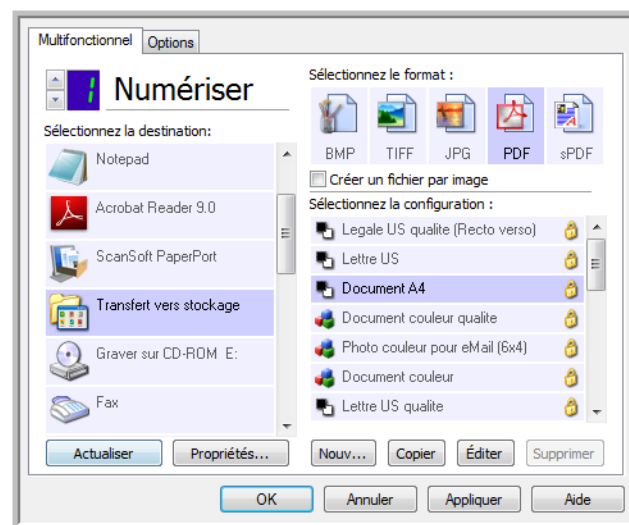 Multifonctionnel
Options
1
Numériser
Sélectionnez la destination:
Notepad
Acrobat Reader 9.0
ScanSoft PaperPort
Transfert vers stockage
Graver sur CD-ROM E:
Fax
Actualiser
Propriétés...
Sélectionnez le format :
BMP
TIFF
JPG
PDF
sPDF
Créer un fichier par image
Sélectionnez la configuration :
Legale US qualite (Recto verso)
Lettre US
Document A4
Document couleur qualite
Photo couleur pour eMail (6x4)
Document couleur
Lettre US qualite
Nouv...
Copier
Éditer
Supprimer
OK
Annuler
Appliquer
Aide